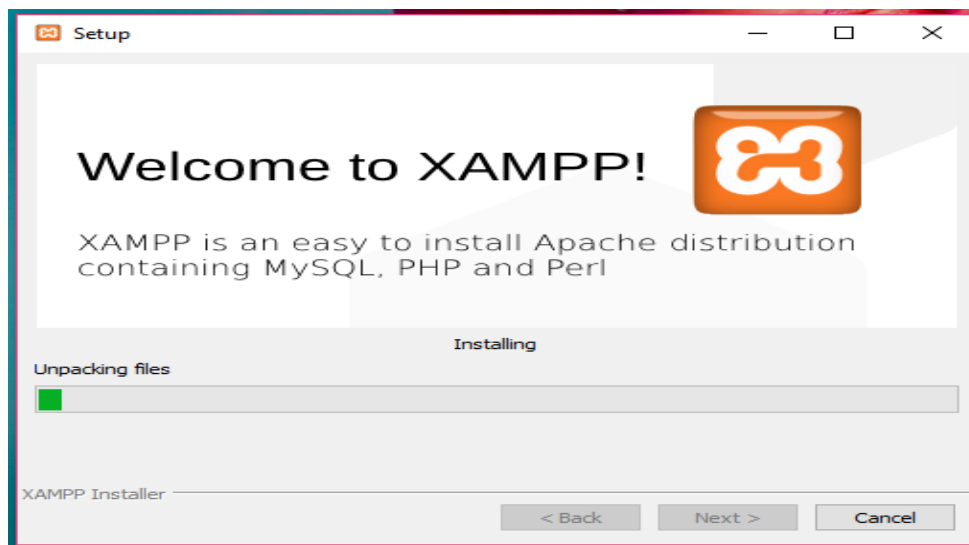 Setup
Welcome to XAMPP!
XAMPP is an easy to install Apache distribution
containing MySQL, PHP and Perl
Installing
Unpacking files
XAMPP Installer
< Back
Next >
Cancel